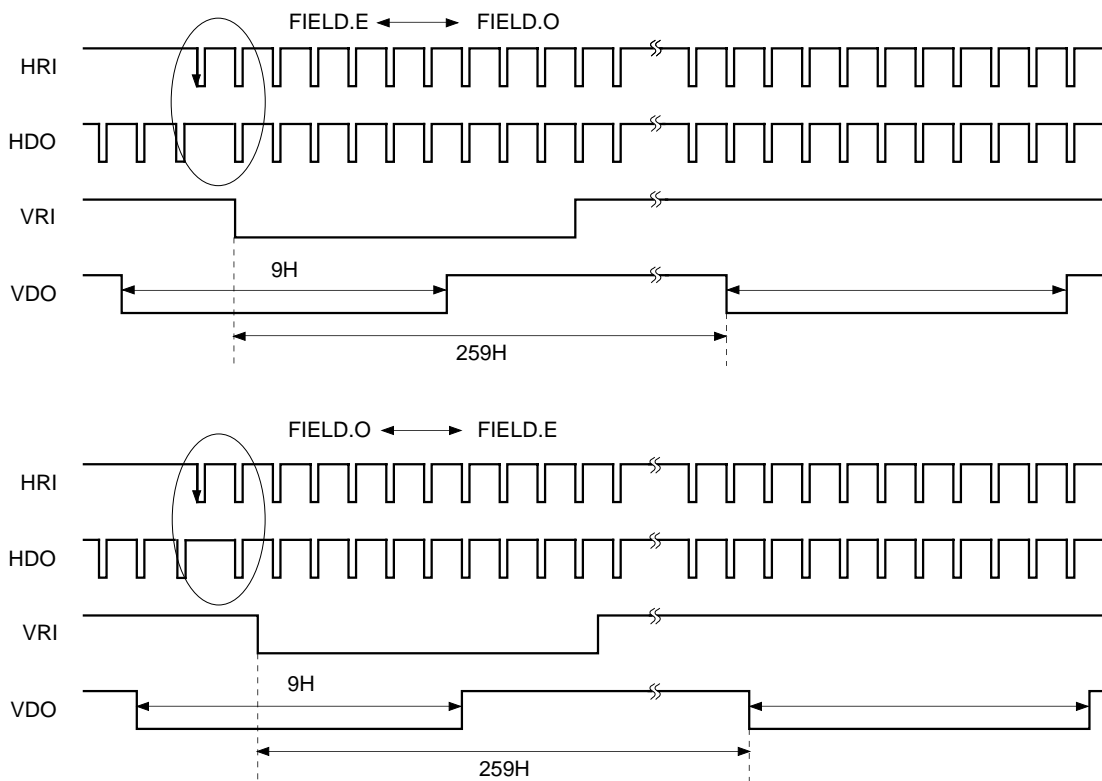 FIELD.E FIELD.O
HRI
HDO
VRI
9H
VDO
259H
FIELD.O FIELD.E
HRI
HDO
VRI
9H
VDO
259H